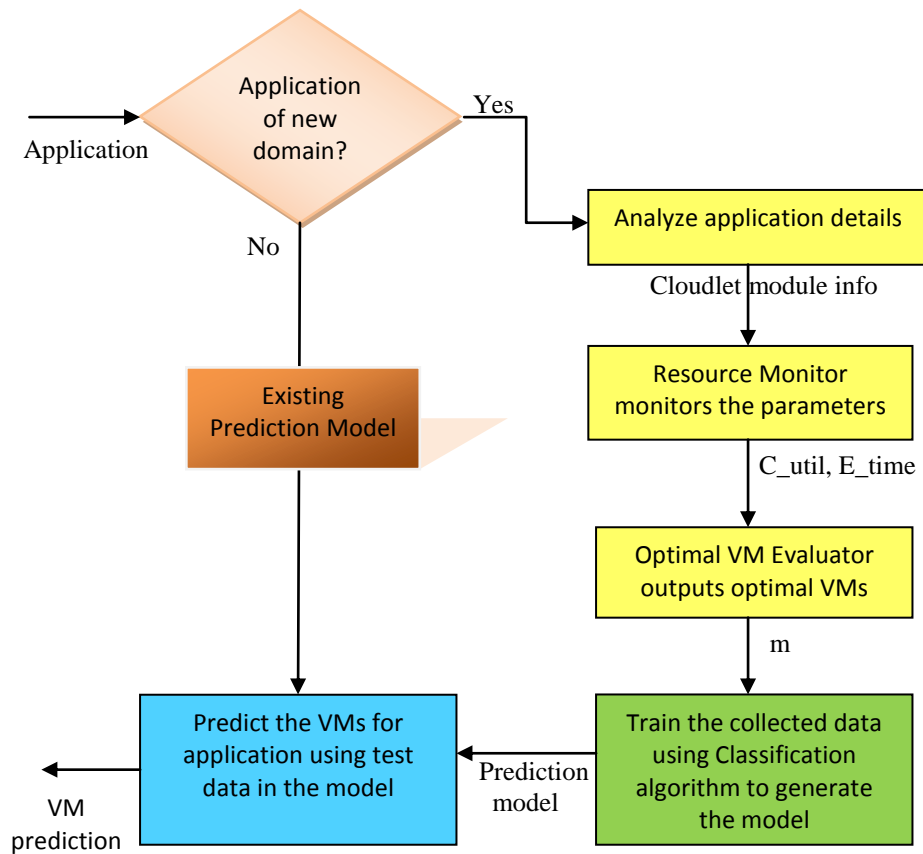 Application
of new
domain?
Yes
Application
Analyze application details
No
Cloudlet module info
Resource Monitor
monitors the parameters
Existing
Prediction Model
C_util, E_time
Optimal VM Evaluator
outputs optimal VMs
m
Predict the VMs for
application using test
data in the model
Train the collected data
using Classification
algorithm to generate
the model
Prediction
model
VM
prediction